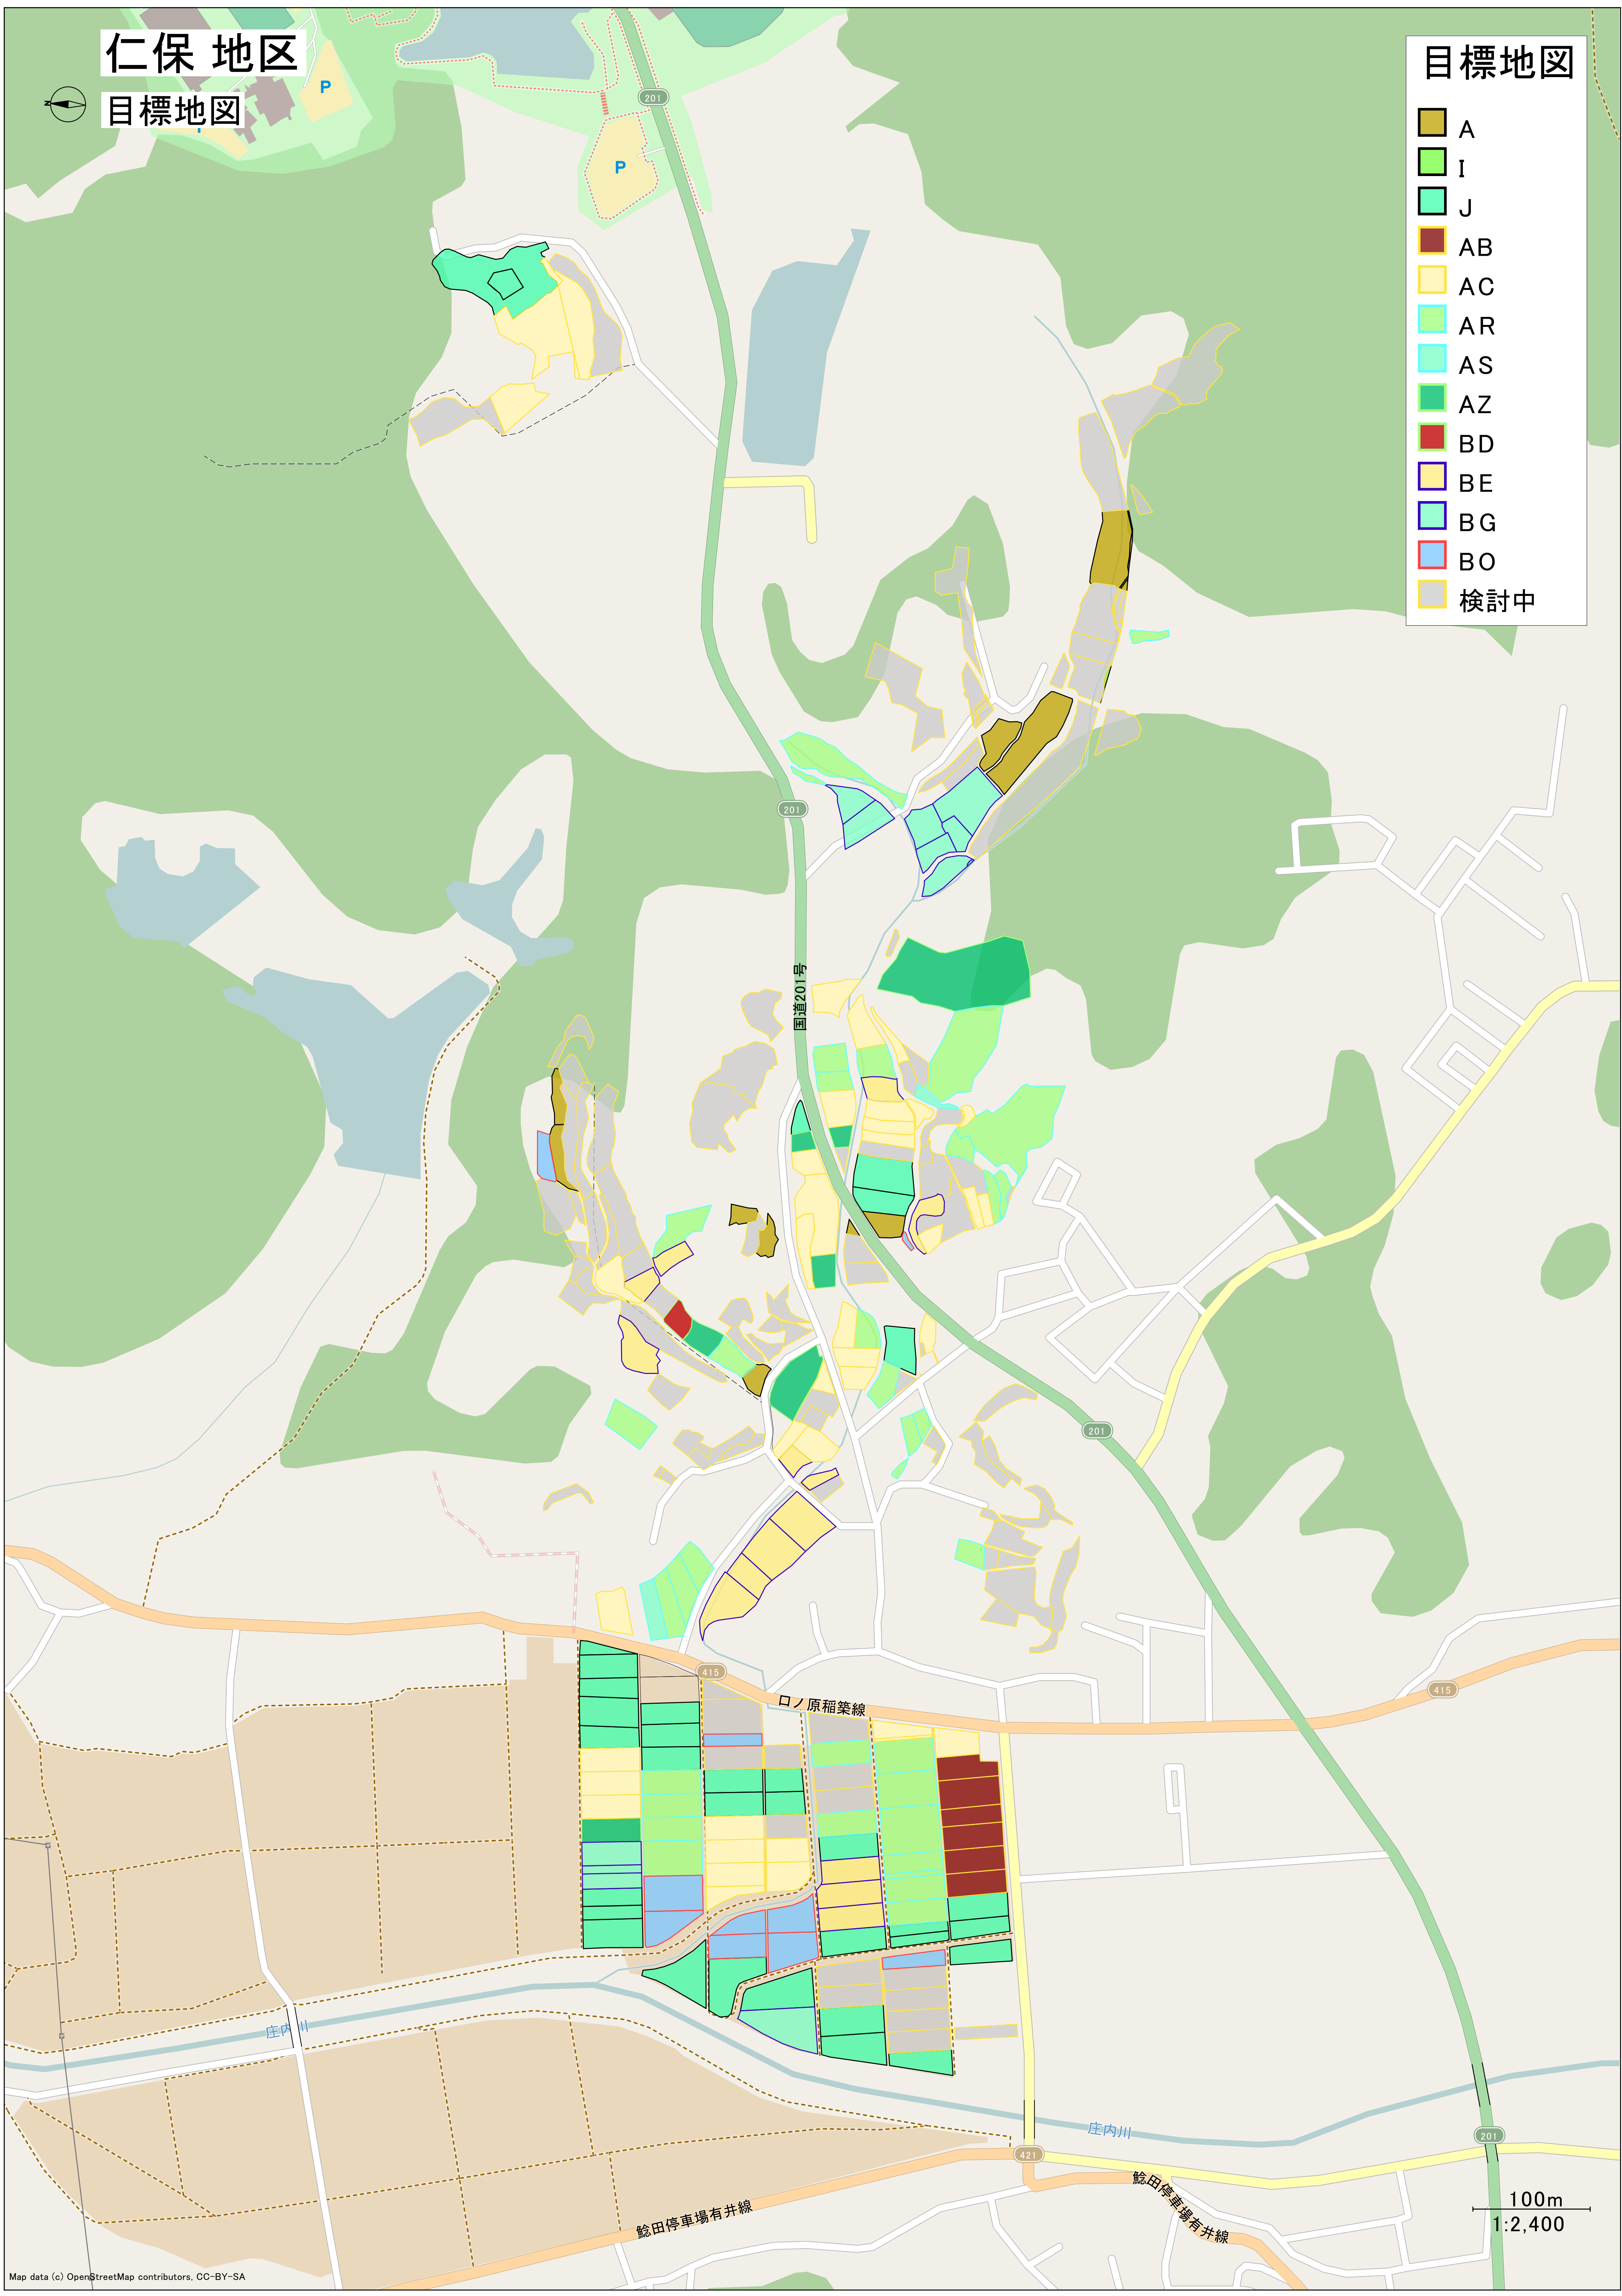 仁保 地区
目標地図
N
P
P
201
目標地図
A
I
J
AB
AC
AR
AS
AZ
BD
BE
BG
BO
検討中
201
国道201号
201
415
口ノ原稲築線
415
庄内川
庄内川
421
201
鯰田停車場有井線
鯰田停車場有井線
100m
1:2,400
Map data (c) OpenStreetMap contributors, CC-BY-SA